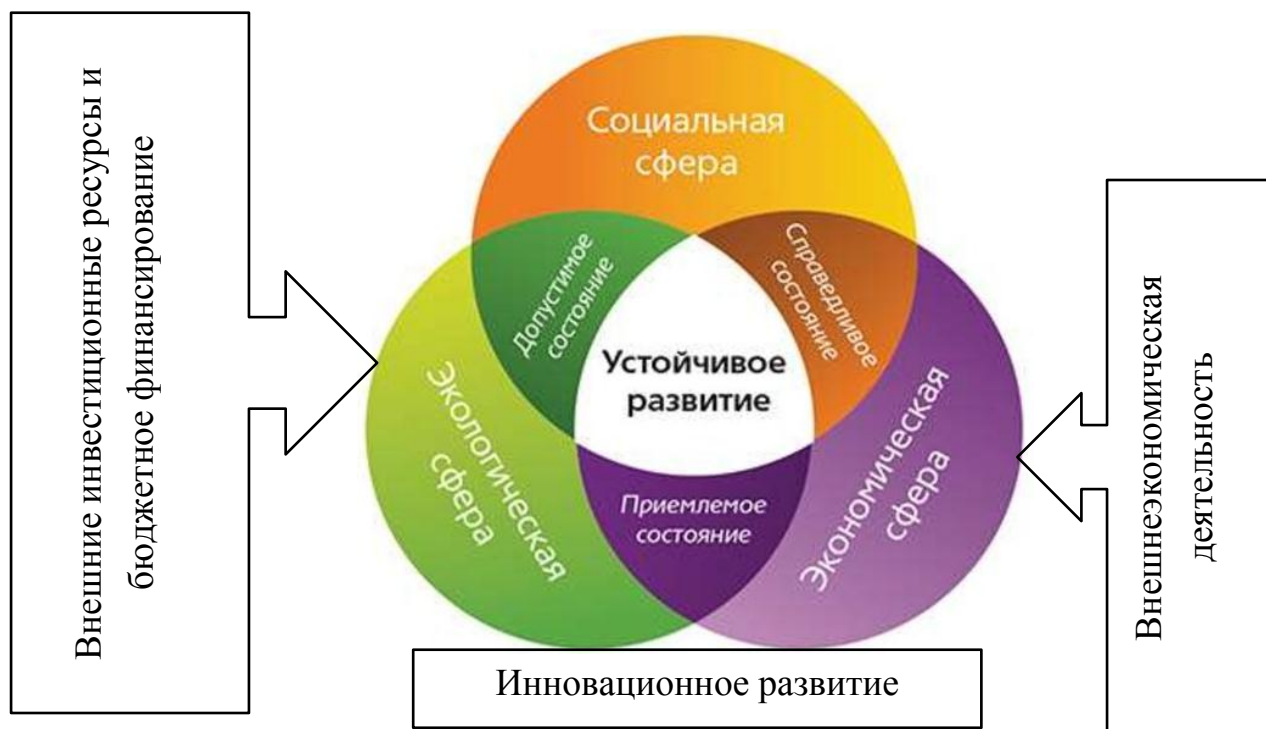 Внешние инвестиционные ресурсы и
бюджетное финансирование
Социальная
сфера
Допустимое
состояние
Справедливое
состояние
Устойчивое
развитие
Экологическая
сфера
Приемлемое
состояние
Экономическая
сфера
Внешнеэкономическая
деятельность
Инновационное развитие